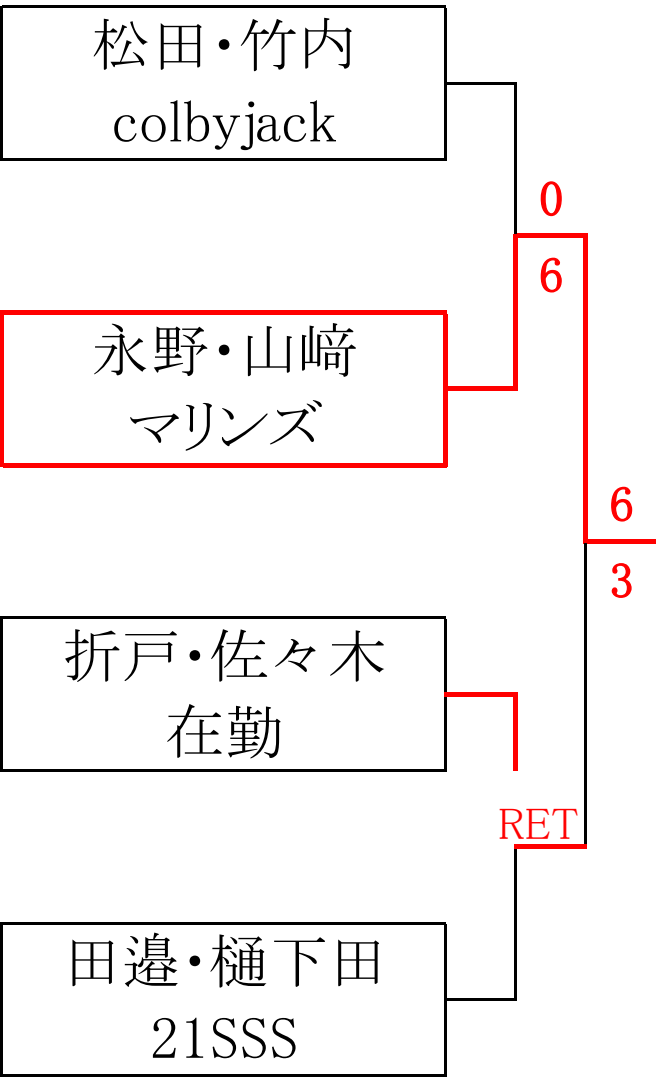 松田・竹内
colbyjack
0
6
永野・山﨑
マリンズ
6
3
折戸・佐々木
在勤
RET
田邉・樋下田
21SSS